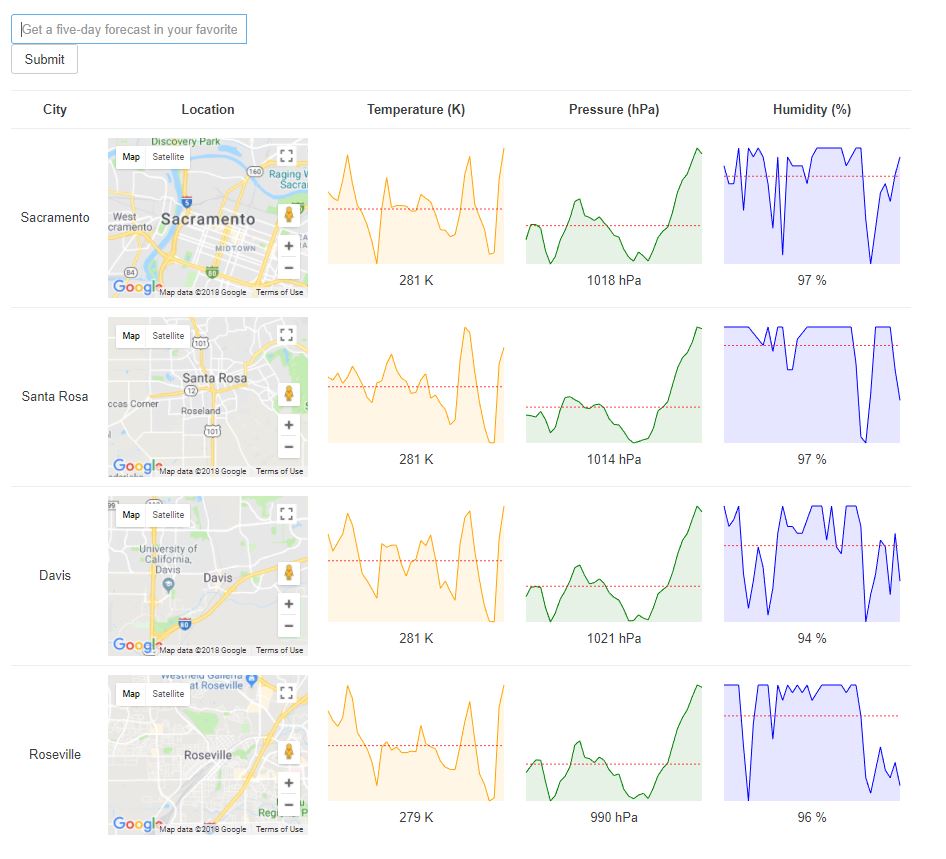 Get a five-day forecast in your favorite
Submit
City Location Temperature (K) Pressure (hPa) Humidity (%)
Discovery Park
Map Satellite
160
Raging W
Sacra
5
Sacramento
West
cramento
Sacramento
MIDTOWN
84
80
Google Map data ©2018 Google Terms of Use
281 K 1018 hPa 97 %
Map Satellite
101
Santa Rosa
12
Santa Rosa
ccas Corner
Roseland
101
Google Map data ©2018 Google Terms of Use
281 K 1014 hPa 97 %
99
Map Satellite
University of
California,
Davis
Davis
Davis
80
Google Map data ©2018 Google Terms of Use
281 K 1021 hPa 94 %
Westfield Galleria
at Roseville
Map Satellite
Roseville
Roseville
Regional P
Google Map data ©2018 Google Terms of Use
279 K 990 hPa 96 %